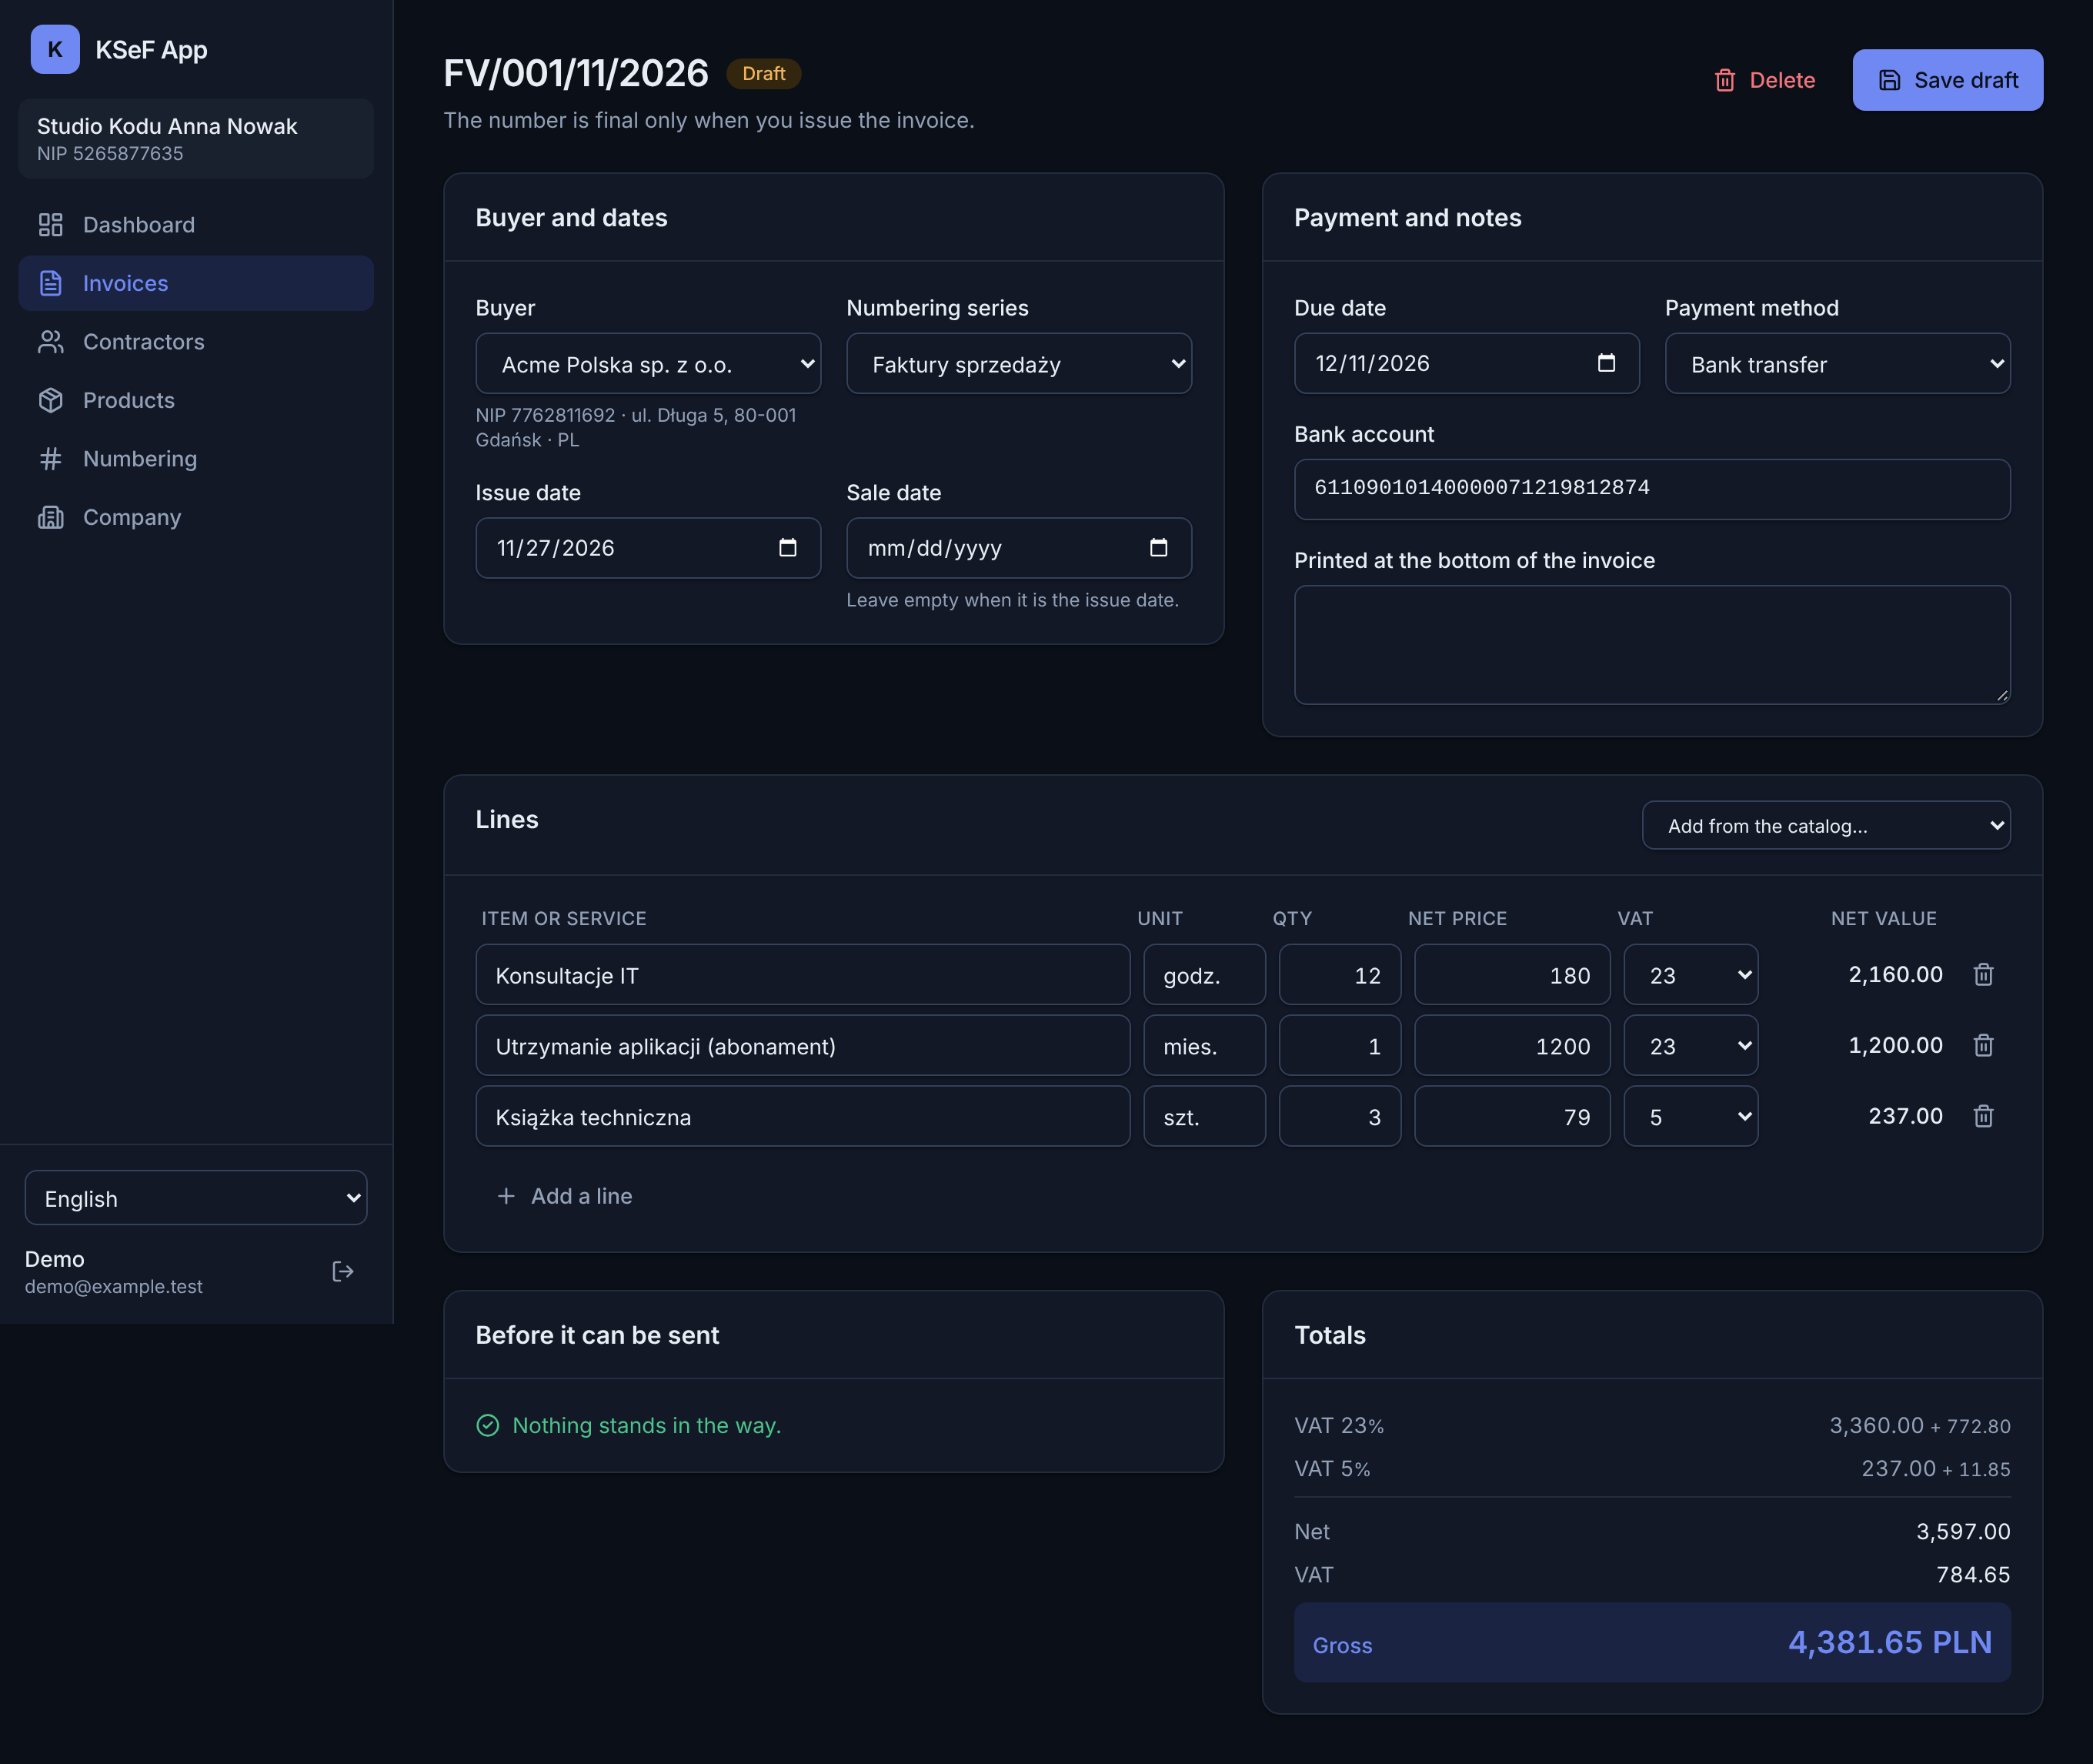 K
KSeF App
Studio Kodu Anna Nowak
NIP 5265877635
Dashboard
Invoices
Contractors
Products
Numbering
Company
English
Demo
demo@example.test
FV/001/11/2026
Draft
The number is final only when you issue the invoice.
Delete
Save draft
Buyer and dates
Buyer
Numbering series
Acme Polska sp. z o.o.
Faktury sprzedaży
NIP 7762811692 · ul. Długa 5, 80-001
Gdańsk · PL
Issue date
Sale date
11/27/2026
mm/dd/yyyy
Leave empty when it is the issue date.
Payment and notes
Due date
Payment method
12/11/2026
Bank transfer
Bank account
61109010140000071219812874
Printed at the bottom of the invoice
Lines
Add from the catalog...
ITEM OR SERVICE UNIT QTY NET PRICE VAT NET VALUE
Konsultacje IT godz. 12 180 23 2,160.00
Utrzymanie aplikacji (abonament) mies. 1 1200 23 1,200.00
Książka techniczna szt. 3 79 5 237.00
Add a line
Before it can be sent
Nothing stands in the way.
Totals
VAT 23% 3,360.00 + 772.80
VAT 5% 237.00 + 11.85
Net 3,597.00
VAT 784.65
Gross 4,381.65 PLN